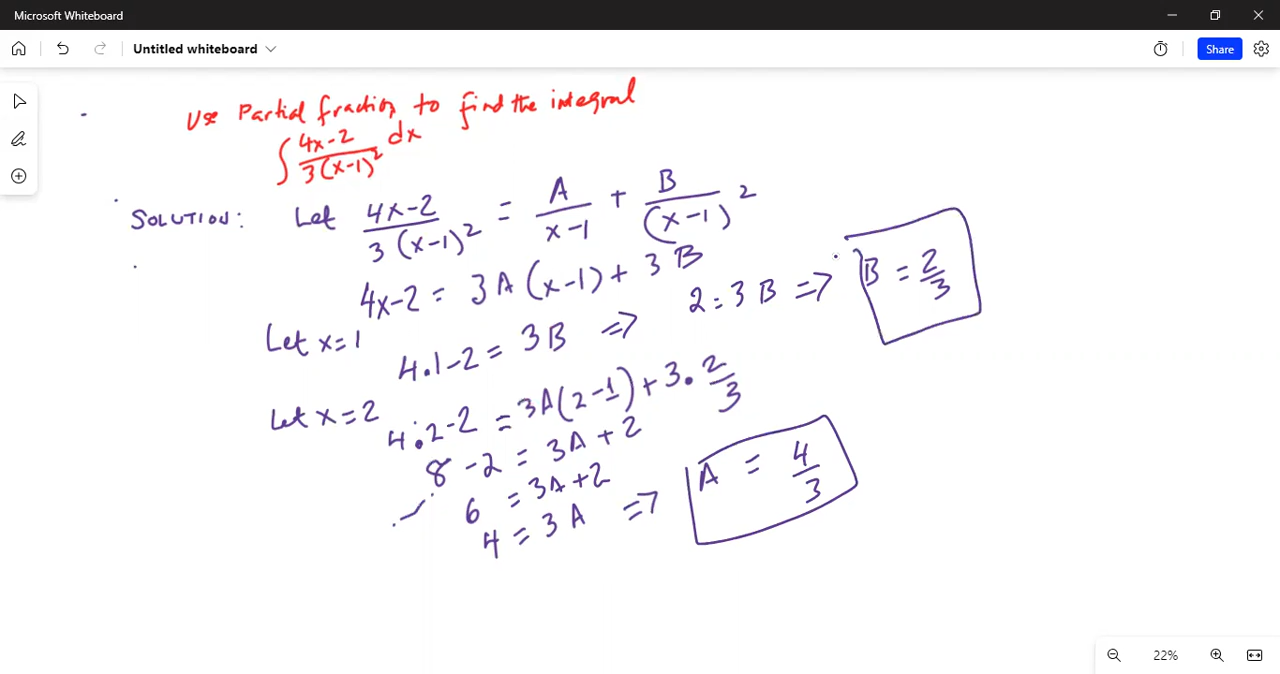 Microsoft Whiteboard
Untitled whiteboard
Share
Use Partial fraction to find the integral
∫ (4x-2)/(3(x-1)²) dx
SOLUTION: Let (4x-2)/(3(x-1)²) = A/(x-1) + B/(x-1)²
4x-2 = 3A(x-1) + 3B
Let x=1
4.1-2 = 3B => 2=3B => B = 2/3
Let x=2
4.2-2 = 3A(2-1)+3.2/3
8-2 = 3A+2
6 = 3A+2
4 = 3A => A = 4/3
22%